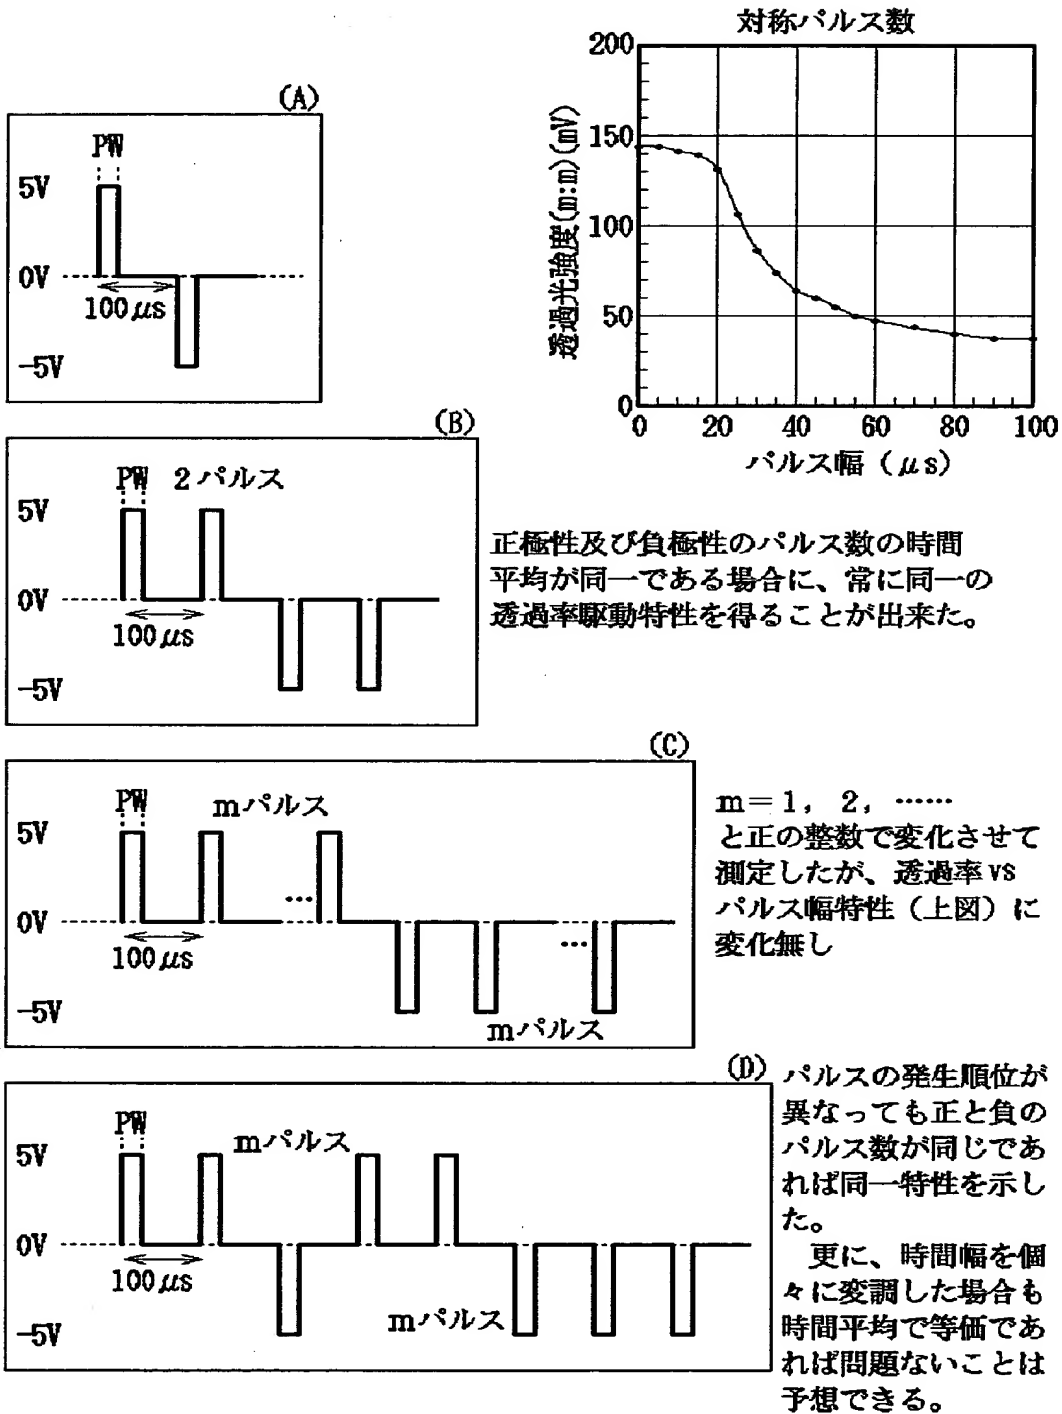 (A)
PW
5V
0V
100μs
-5V
対称パルス数
透過光強度(m:m)(mV)
200
150
100
50
0
0 20 40 60 80 100
パルス幅(μs)
(B)
PW 2パルス
5V
0V
100μs
-5V
正極性及び負極性のパルス数の時間
平均が同一である場合に、常に同一の
透過率駆動特性を得ることが出来た。
(C)
PW mパルス
5V
0V
…
100μs
…
-5V
mパルス
m=1, 2, ……
と正の整数で変化させて
測定したが、透過率vs
パルス幅特性(上図)に
変化無し
(D)
PW mパルス
5V
0V
100μs
mパルス
-5V
パルスの発生順位が
異なっても正と負の
パルス数が同じであ
れば同一特性を示し
た。
更に、時間幅を個
々に変調した場合も
時間平均で等価であ
れば問題ないことは
予想できる。